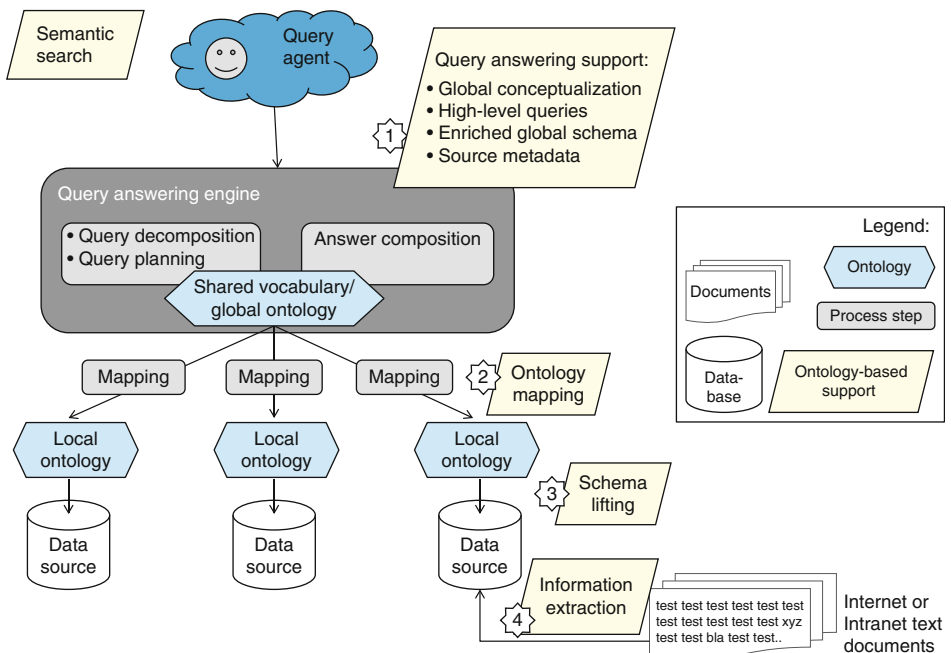 Semantic
search
Query
agent
Query answering support:
• Global conceptualization
• High-level queries
• Enriched global schema
• Source metadata
1
Query answering engine
• Query decomposition
• Query planning
Answer composition
Shared vocabulary/
global ontology
Legend:
Documents
Ontology
Process step
Data-
base
Ontology-based
support
Mapping
Mapping
Mapping
2
Ontology
mapping
Local
ontology
Local
ontology
Local
ontology
3
Schema
lifting
Data
source
Data
source
Data
source
4
Information
extraction
test test test test test test
test test test test test xyz
test test bla test test..
Internet or
Intranet text
documents